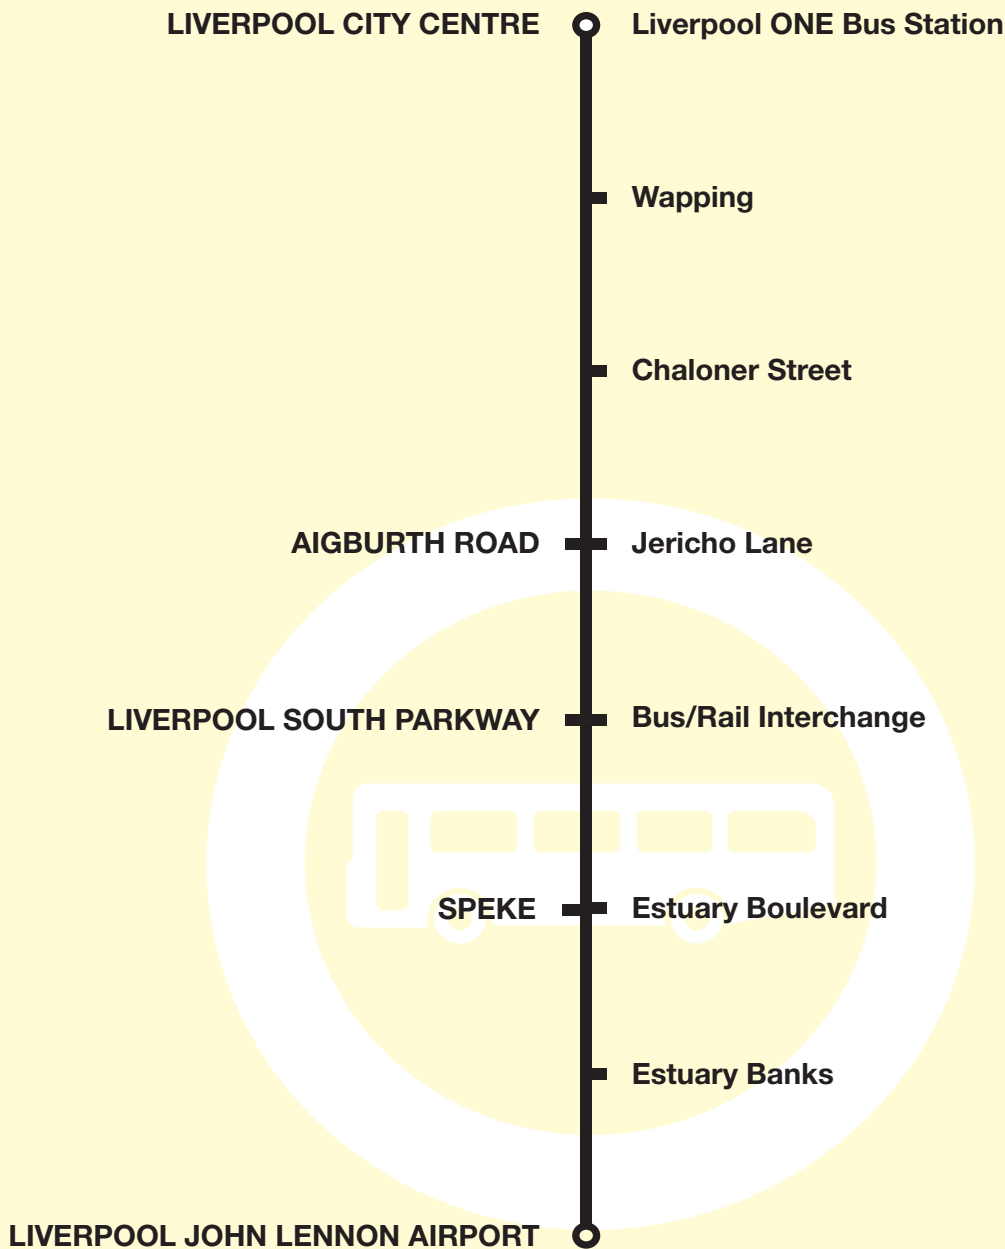 LIVERPOOL CITY CENTRE Liverpool ONE Bus Station
Wapping
Chaloner Street
AIGBURTH ROAD Jericho Lane
LIVERPOOL SOUTH PARKWAY Bus/Rail Interchange
SPEKE Estuary Boulevard
Estuary Banks
LIVERPOOL JOHN LENNON AIRPORT